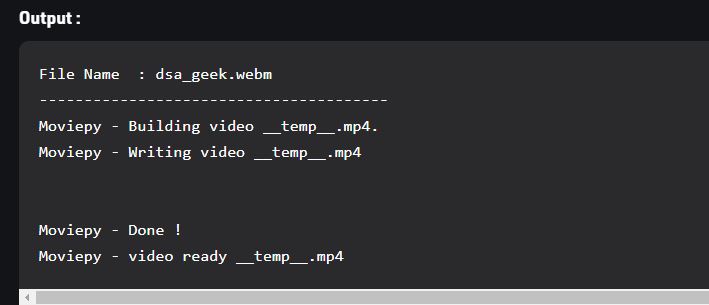 Output :
File Name  : dsa_geek.webm
--------------------------------------
Moviepy - Building video __temp__.mp4.
Moviepy - Writing video __temp__.mp4
Moviepy - Done !
Moviepy - video ready __temp__.mp4